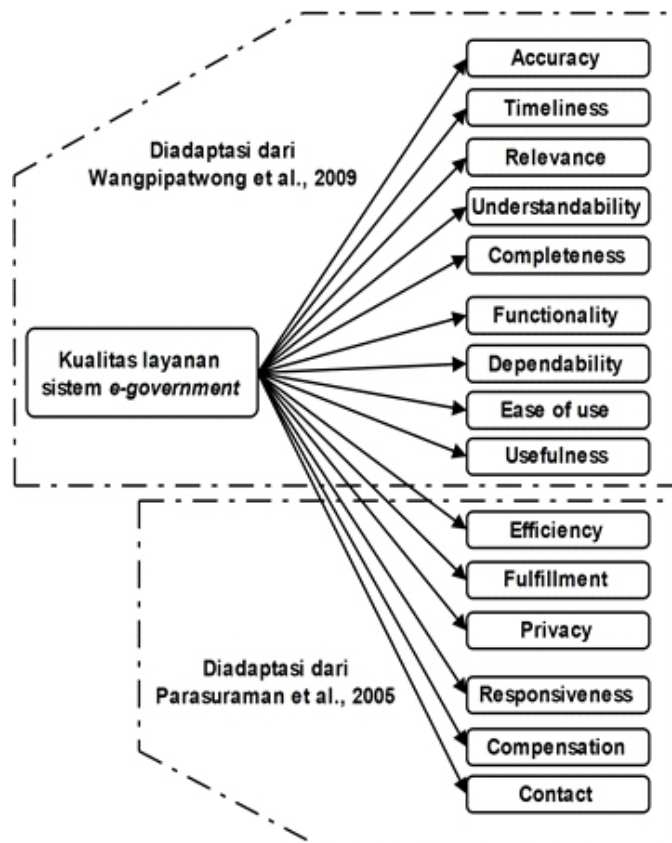 Accuracy
Timeliness
Relevance
Understandability
Completeness
Functionality
Dependability
Ease of use
Usefulness
Diadaptasi dari
Wangpipatwong et al., 2009
Kualitas layanan
sistem e-government
Efficiency
Fulfillment
Privacy
Responsiveness
Compensation
Contact
Diadaptasi dari
Parasuraman et al., 2005